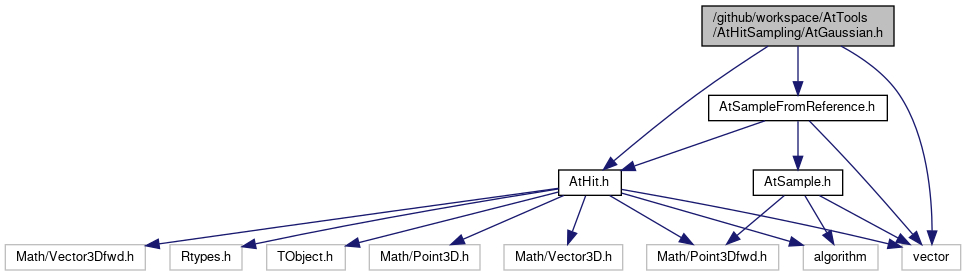 /github/workspace/AtTools
/AtHitSampling/AtGaussian.h
AtSampleFromReference.h
AtHit.h
AtSample.h
Math/Vector3Dfwd.h
Rtypes.h
TObject.h
Math/Point3D.h
Math/Vector3D.h
Math/Point3Dfwd.h
algorithm
vector